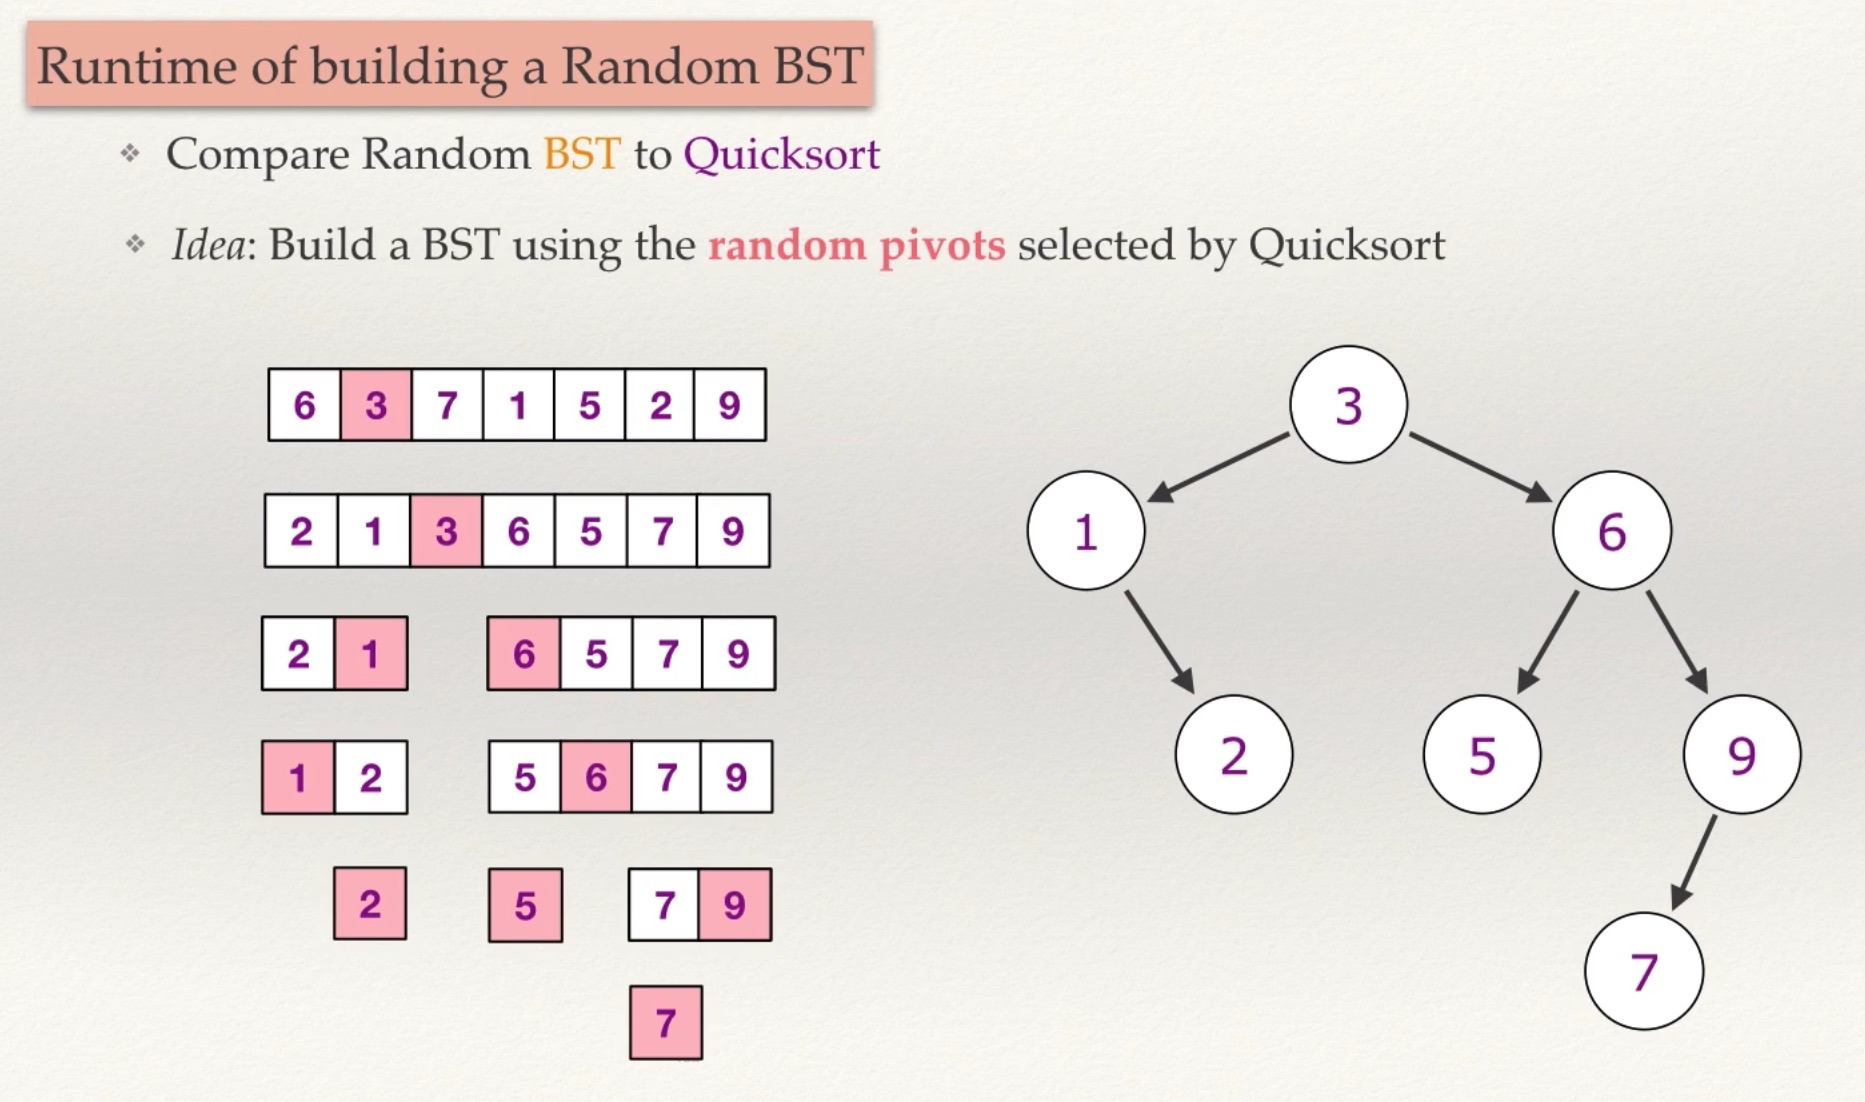 Runtime of building a Random BST
❖ Compare Random BST to Quicksort
❖ Idea: Build a BST using the random pivots selected by Quicksort
6 3 7 1 5 2 9
2 1 3 6 5 7 9
2 1 6 5 7 9
1 2 5 6 7 9
2 5 7 9
7
3
1 6
2 5 9
7